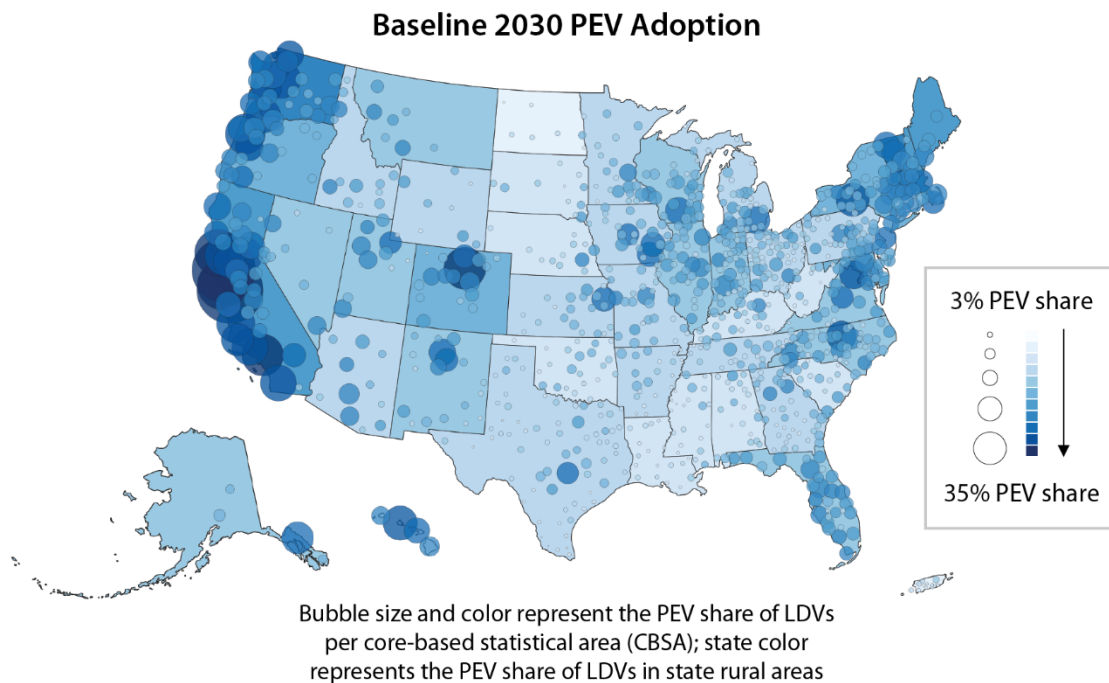 Baseline 2030 PEV Adoption
3% PEV share
35% PEV share
Bubble size and color represent the PEV share of LDVs
per core-based statistical area (CBSA); state color
represents the PEV share of LDVs in state rural areas